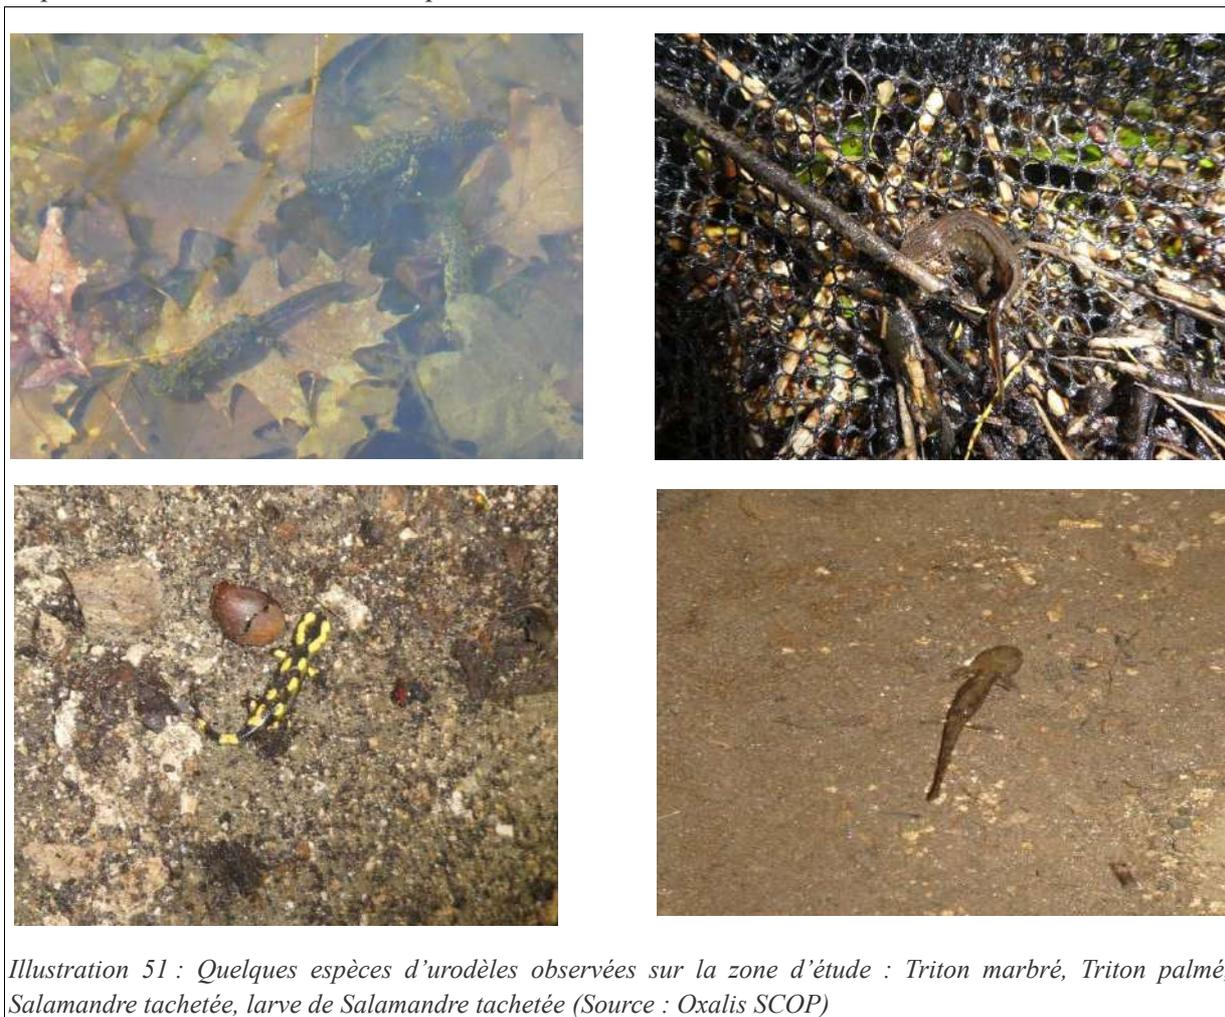 Illustration 51 : Quelques espèces d’urodèles observées sur la zone d’étude : Triton marbré, Triton palmé,
Salamandre tachetée, larve de Salamandre tachetée (Source : Oxalis SCOP)